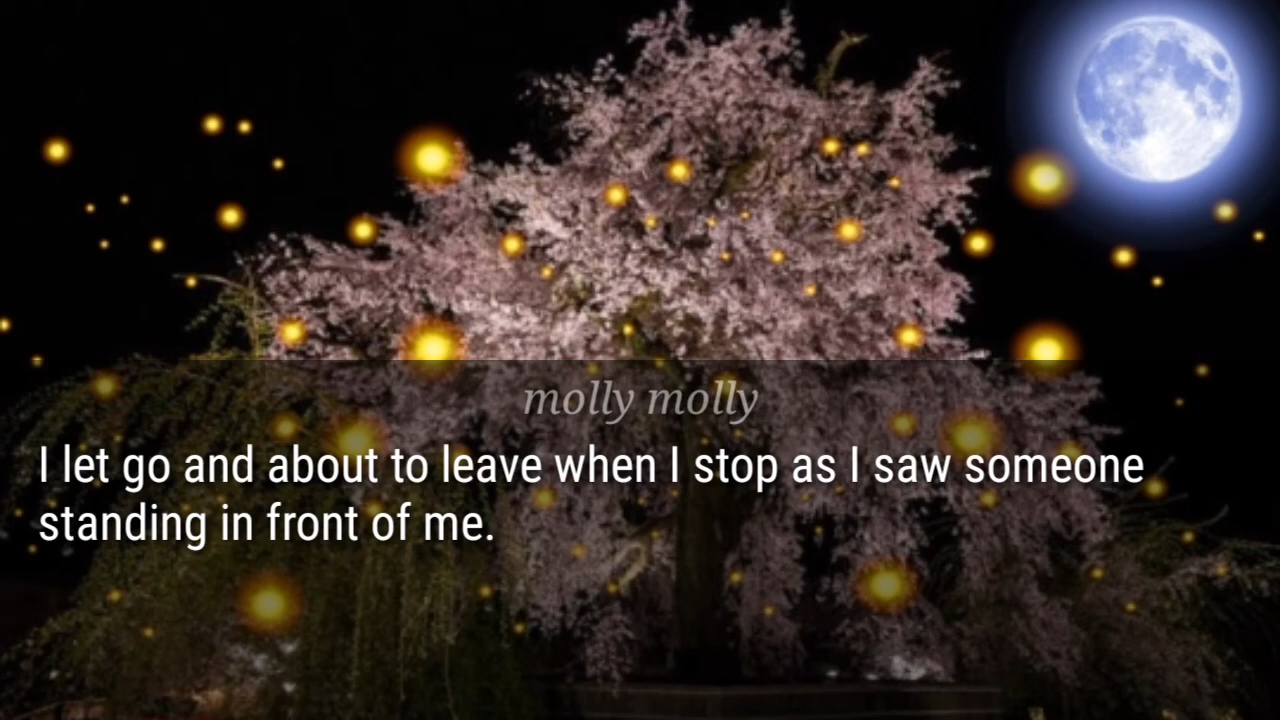 molly molly
I let go and about to leave when I stop as I saw someone
standing in front of me.